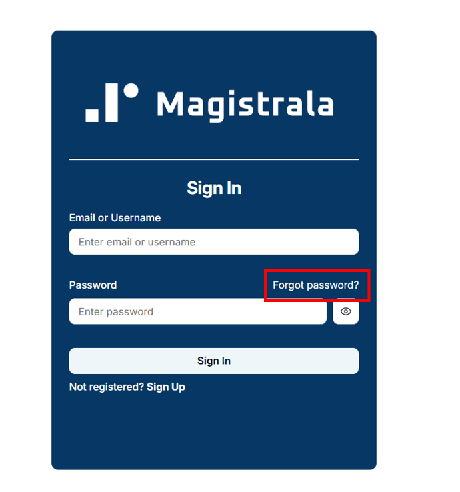 Magistrala
Sign In
Email or Username
Enter email or username
Password Forgot password?
Enter password
Sign In
Not registered? Sign Up